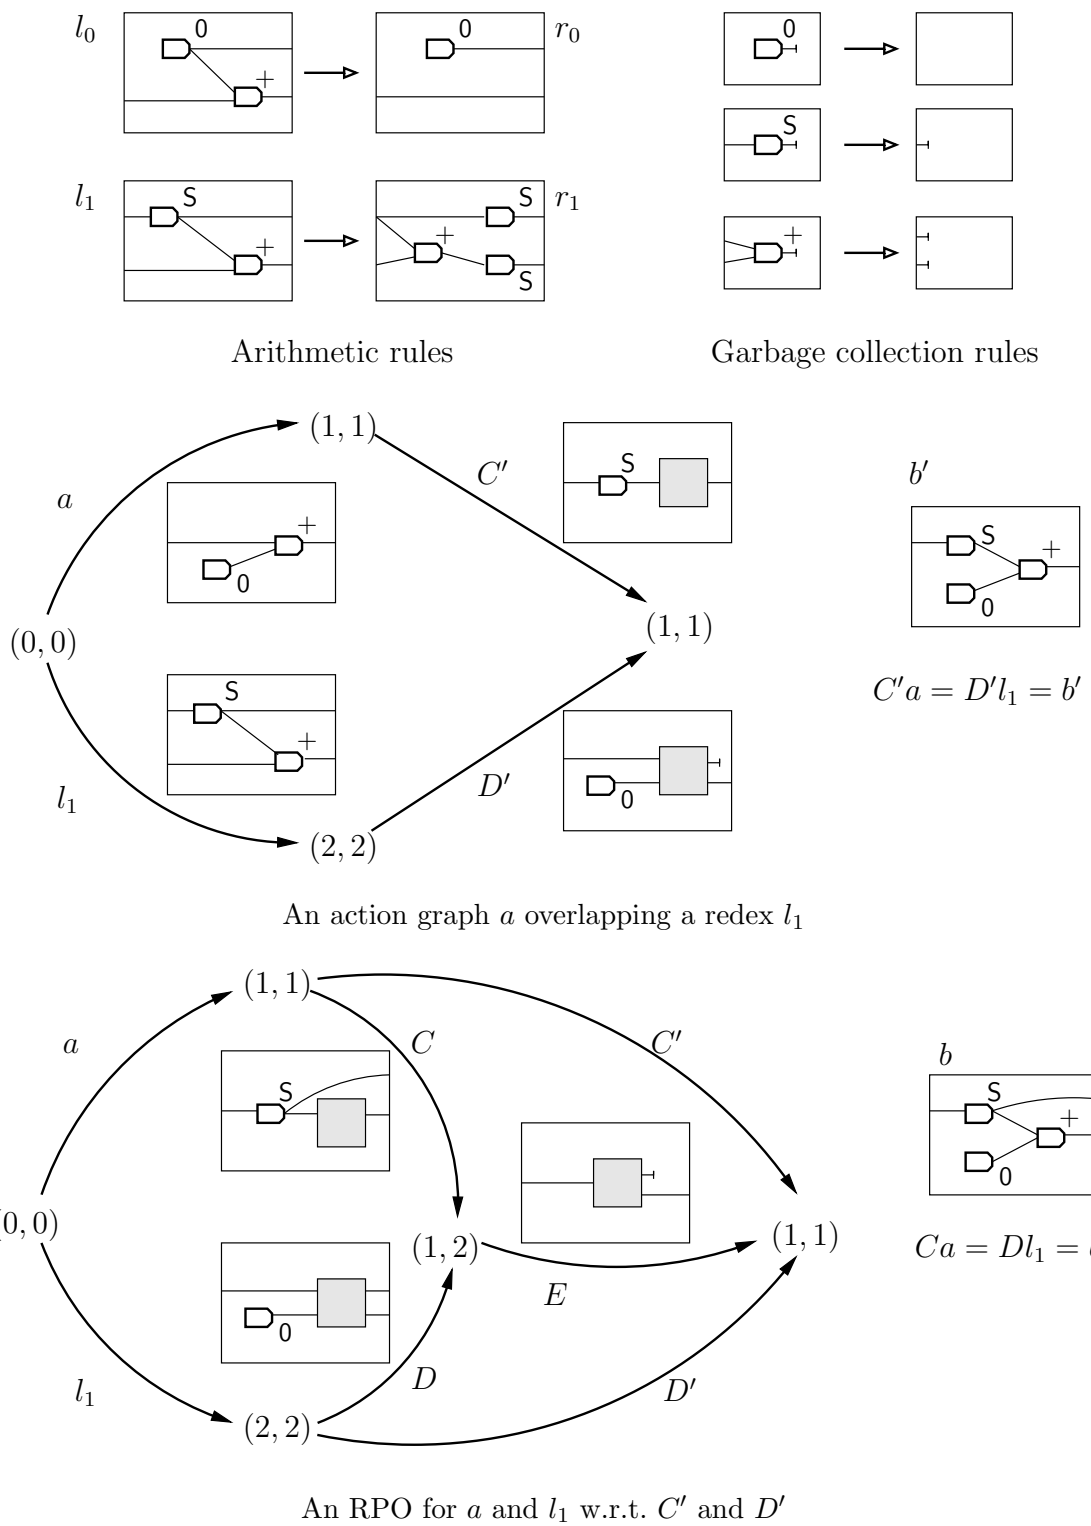 l₀ 0 + 0 r₀ 0
S
l₁ S + + S S r₁ +
Arithmetic rules Garbage collection rules
a (1, 1) C′ S b′
+ 0 S + 0
(0, 0) (1, 1)
S + C′a = D′l₁ = b′
l₁ (2, 2) D′ 0
An action graph a overlapping a redex l₁
(1, 1)
a C C′ b
S S + 0
(0, 0) (1, 2) (1, 1)
E Ca = Dl₁ =
0
l₁ D D′
(2, 2)
An RPO for a and l₁ w.r.t. C′ and D′